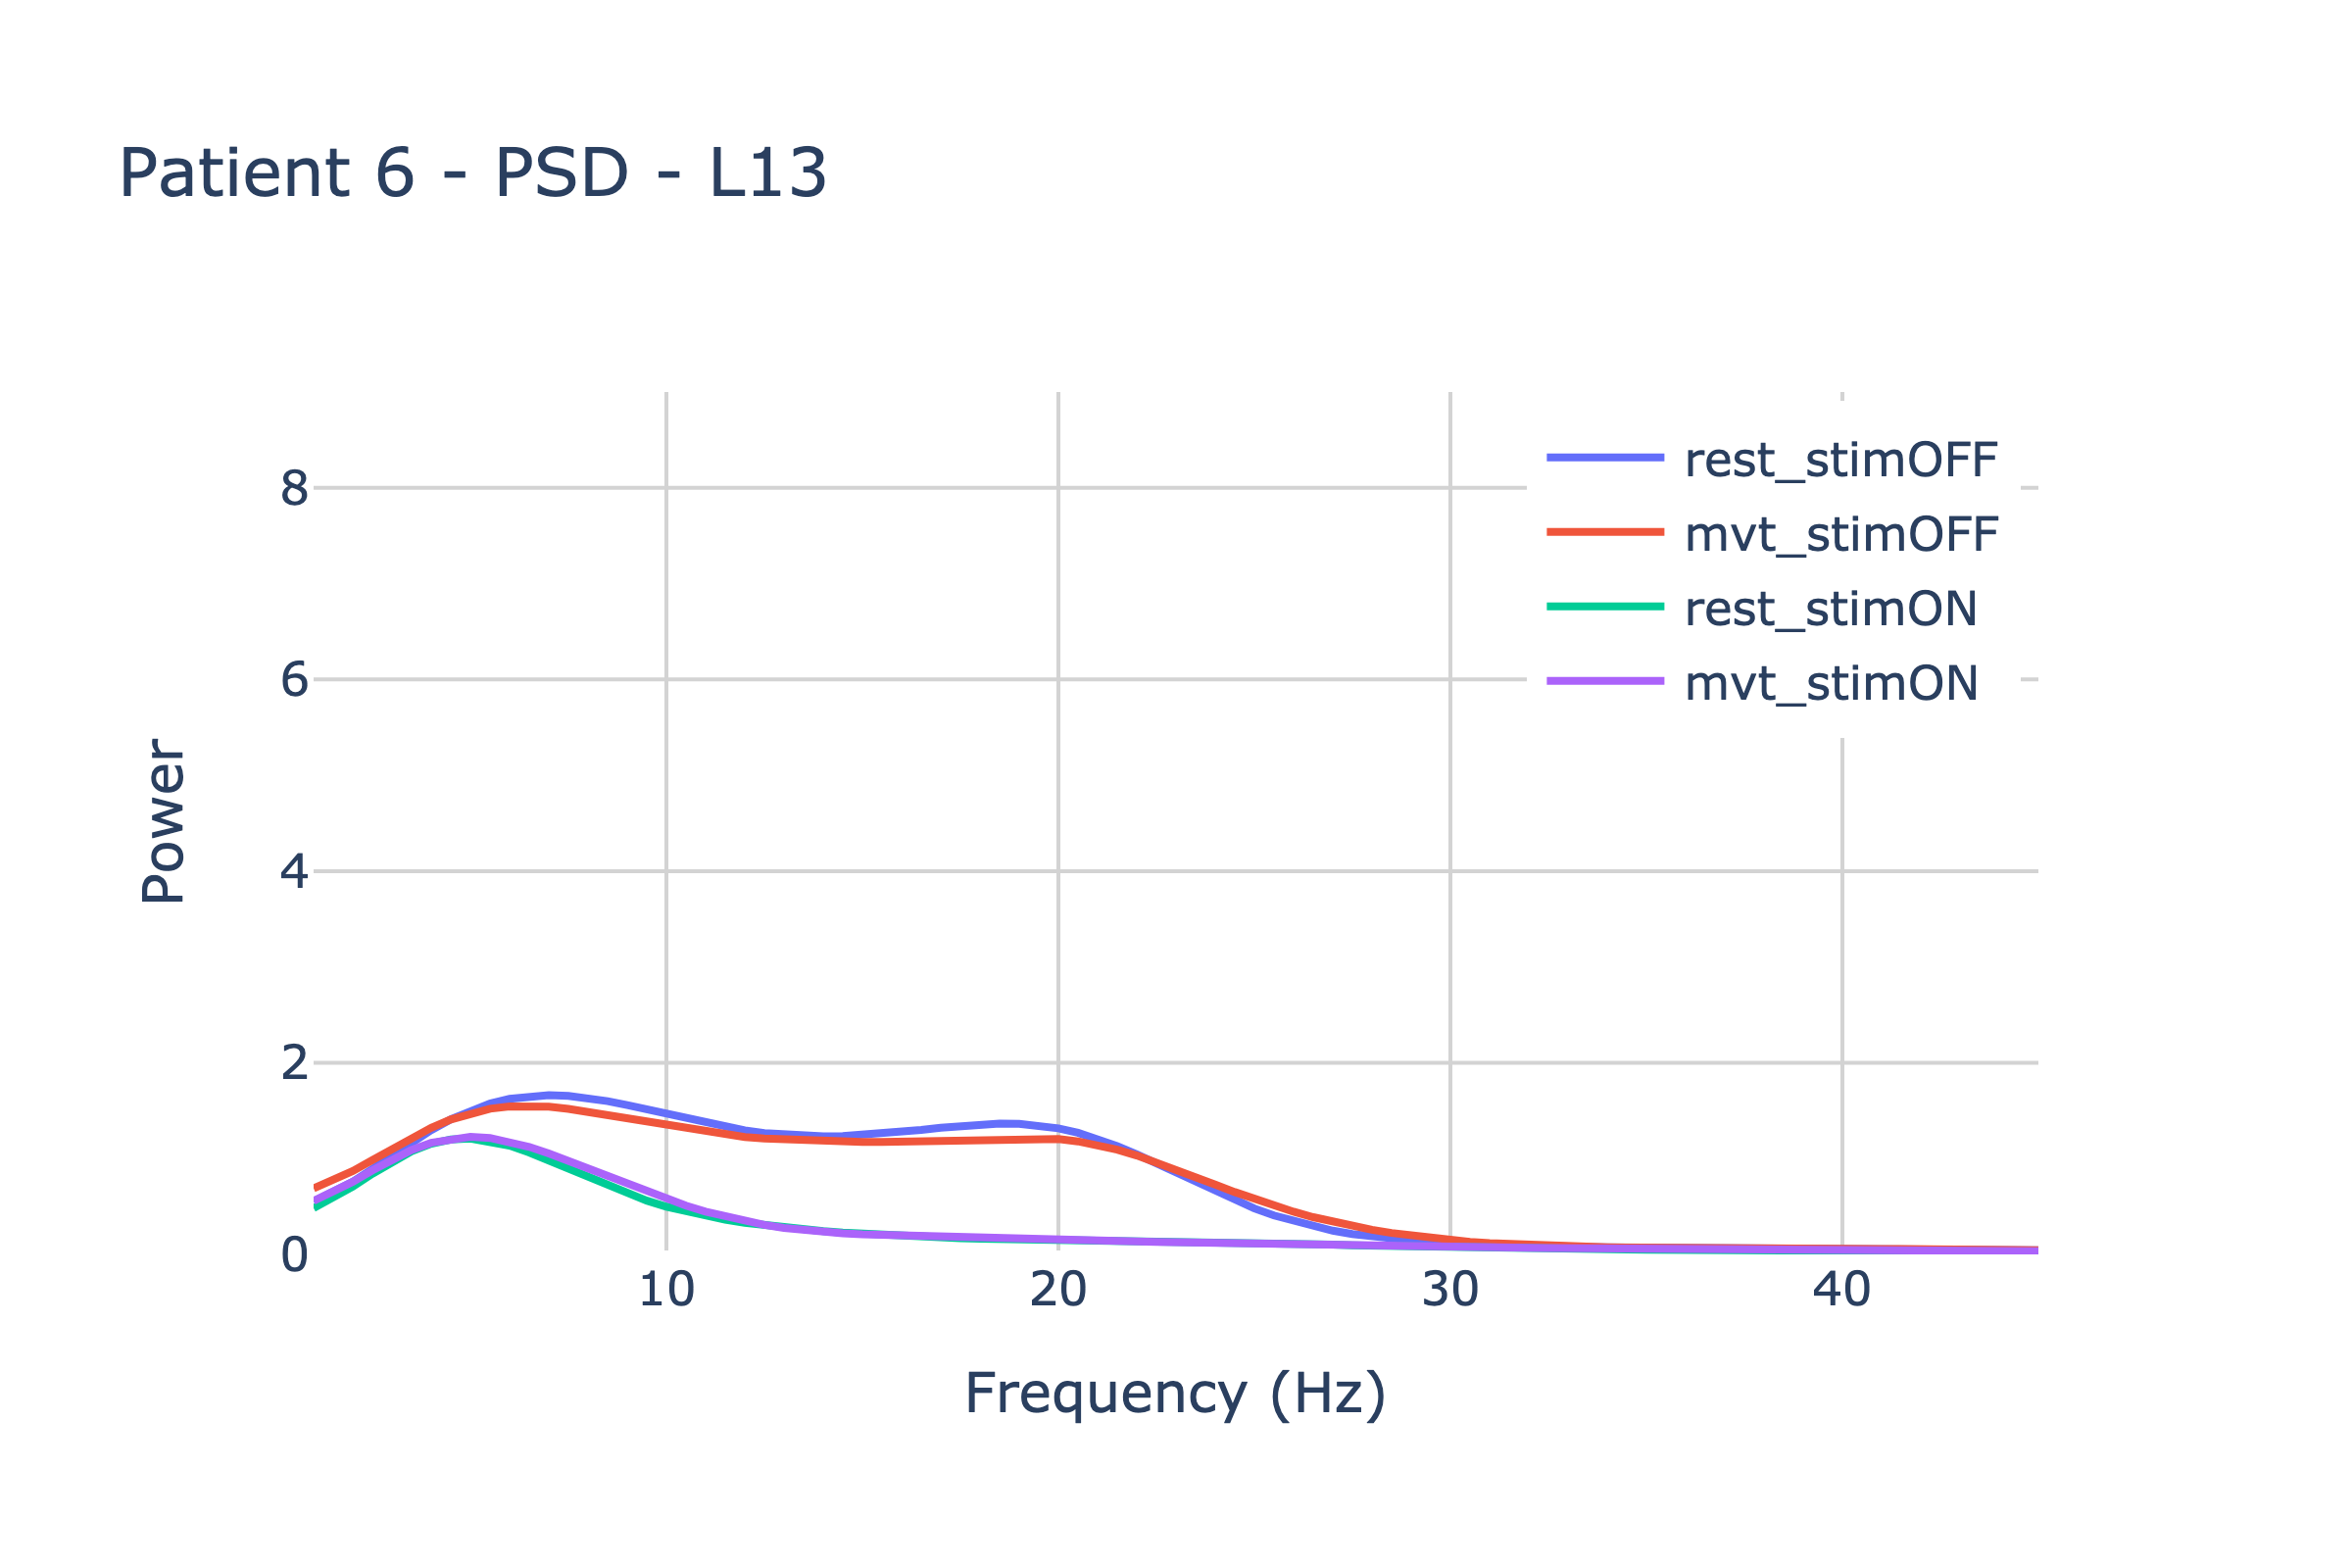 Patient 6 - PSD - L13
rest_stimOFF
mvt_stimOFF
rest_stimON
mvt_stimON
8
6
4
2
0
Power
10 20 30 40
Frequency (Hz)